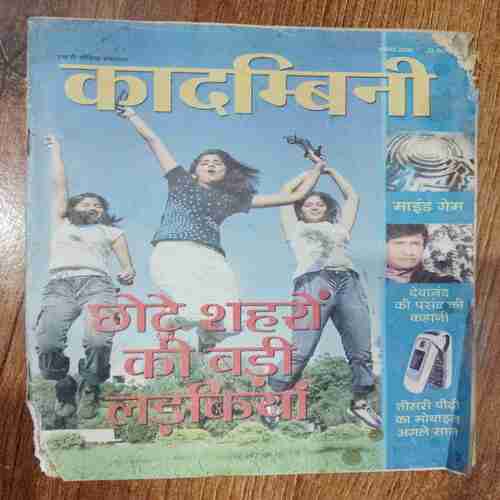 कादम्बिनी
माइंड गेम
देवानंद
की पसंद की
कहानी
छोटे शहरों
की बड़ी
लड़कियां
तीसरी पीढ़ी
का मोबाइल
अगले साल